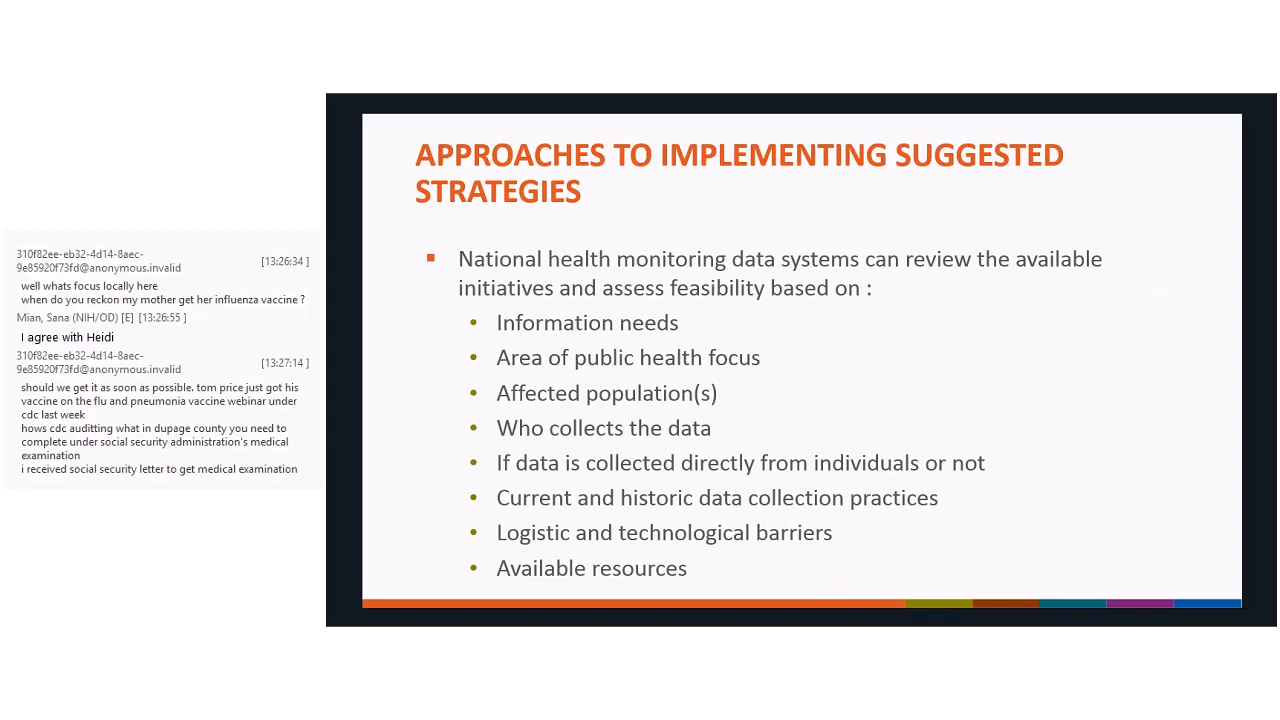 310f82ee-eb32-4d14-8aec-
9e85920f73fd@anonymous.invalid [13:26:34 ]
well whats focus locally here
when do you reckon my mother get her influenza vaccine ?
Mian, Sana (NIH/OD) [E] [13:26:55 ]
I agree with Heidi
310f82ee-eb32-4d14-8aec-
9e85920f73fd@anonymous.invalid [13:27:14 ]
should we get it as soon as possible. tom price just got his
vaccine on the flu and pneumonia vaccine webinar under
cdc last week
hows cdc auditting what in dupage county you need to
complete under social security administration's medical
examination
i received social security letter to get medical examination
APPROACHES TO IMPLEMENTING SUGGESTED
STRATEGIES
▪ National health monitoring data systems can review the available
initiatives and assess feasibility based on :
• Information needs
• Area of public health focus
• Affected population(s)
• Who collects the data
• If data is collected directly from individuals or not
• Current and historic data collection practices
• Logistic and technological barriers
• Available resources